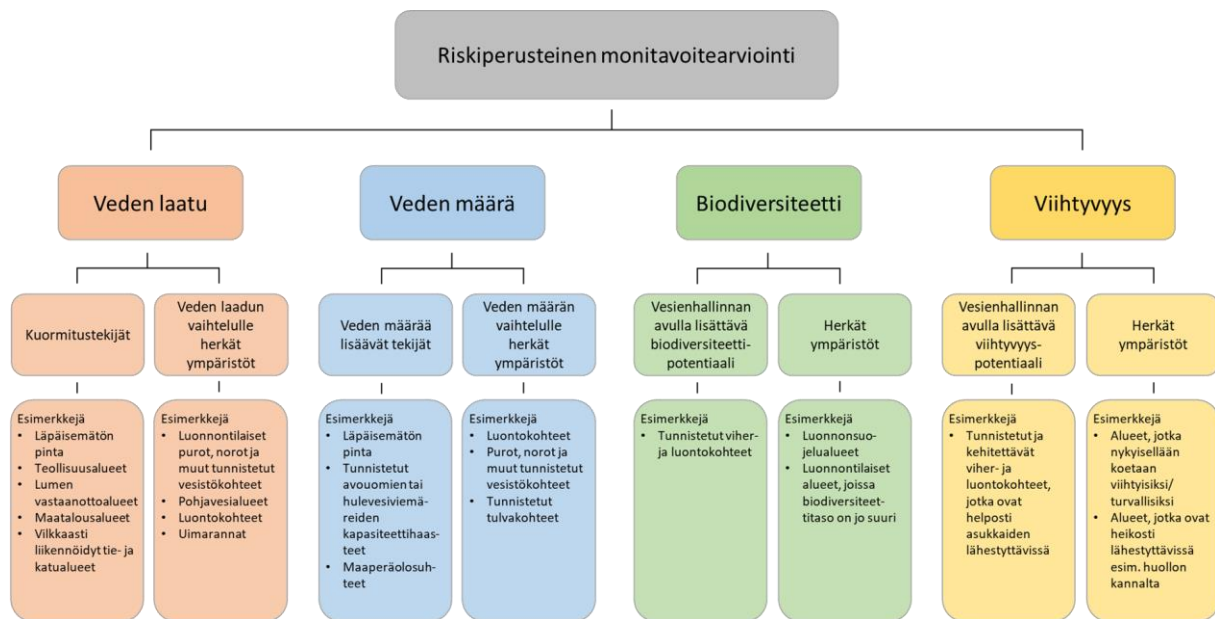 Riskiperusteinen monitavoitearviointi
Veden laatu
Veden määrä
Biodiversiteetti
Viihtyvyys
Kuormitustekijät
Veden laadun
vaihtelulle
herkät
ympäristöt
Veden määrää
lisäävät tekijät
Veden määrän
vaihtelulle
herkät
ympäristöt
Vesienhallinnan
avulla lisättävä
biodiversiteetti-
potentiaali
Herkät
ympäristöt
Vesienhallinnan
avulla lisättävä
viihtyvyys-
potentiaali
Herkät
ympäristöt
Esimerkkejä
• Läpäisemätön
pinta
• Teollisuusalueet
• Lumen
vastaanottoalueet
• Maatalousalueet
• Vilkkaasti
liikennöidyt tie- ja
katualueet
Esimerkkejä
• Luonnontilaiset
purot, norot ja
muut tunnistetut
vesistökohteet
• Pohjavesialueet
• Luontokohteet
• Uimarannat
Esimerkkejä
• Läpäisemätön
pinta
• Tunnistetut
avouomien tai
hulevesiviemä-
reiden
kapasiteettihaas-
teet
• Maaperäolosuh-
teet
Esimerkkejä
• Luontokohteet
• Purot, norot ja
muut tunnistetut
vesistökohteet
• Tunnistetut
tulvakohteet
Esimerkkejä
• Tunnistetut viher-
ja luontokohteet
Esimerkkejä
• Luonnonsuo-
jelualueet
• Luonnontilaiset
alueet, joissa
biodiversiteet-
titaso on jo suuri
Esimerkkejä
• Tunnistetut ja
kehitettävät
viher- ja
luontokohteet,
jotka ovat
helposti
asukkaiden
lähestyttävissä
Esimerkkejä
• Alueet, jotka
nykyisellään
koetaan
viihtyisiksi/
turvallisiksi
• Alueet, jotka ovat
heikosti
lähestyttävissä
esim. huollon
kannalta